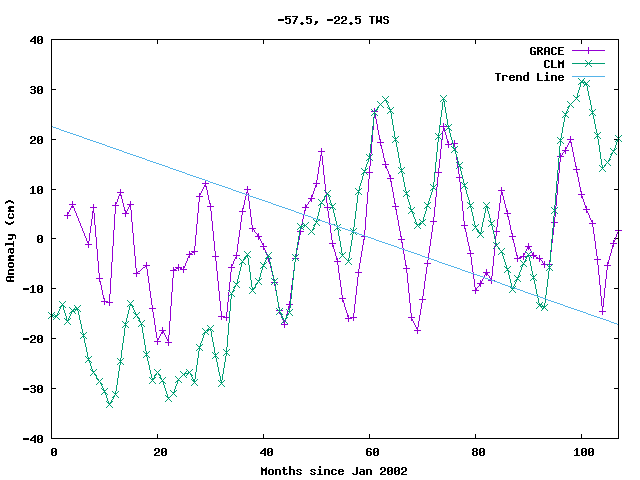 -57.5, -22.5 TWS
GRACE
CLM
Trend Line
40
30
20
10
0
-10
-20
-30
-40
Anomaly (cm)
0 20 40 60 80 100
Months since Jan 2002